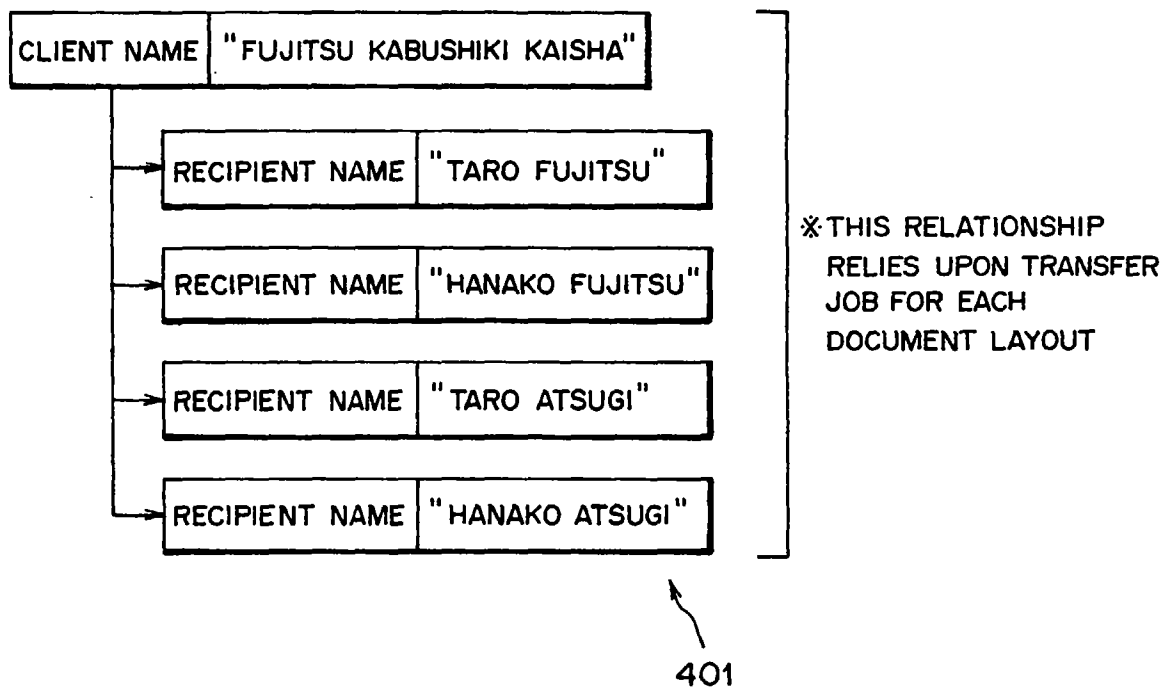 CLIENT NAME "FUJITSU KABUSHIKI KAISHA"
RECIPIENT NAME "TARO FUJITSU"
RECIPIENT NAME "HANAKO FUJITSU"
RECIPIENT NAME "TARO ATSUGI"
RECIPIENT NAME "HANAKO ATSUGI"
※ THIS RELATIONSHIP
RELIES UPON TRANSFER
JOB FOR EACH
DOCUMENT LAYOUT
401